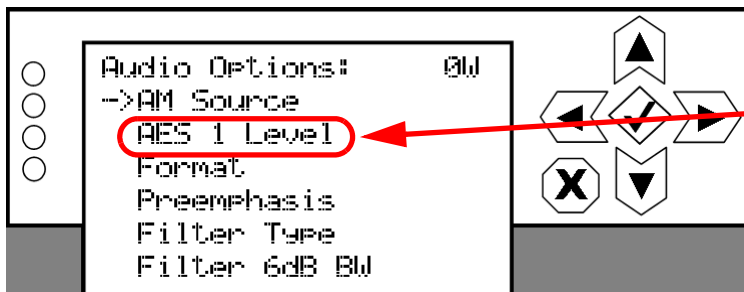 Audio Options: 0W
->AM Source
AES 1 Level
Format
Preemphasis
Filter Type
Filter 6dB BW
X